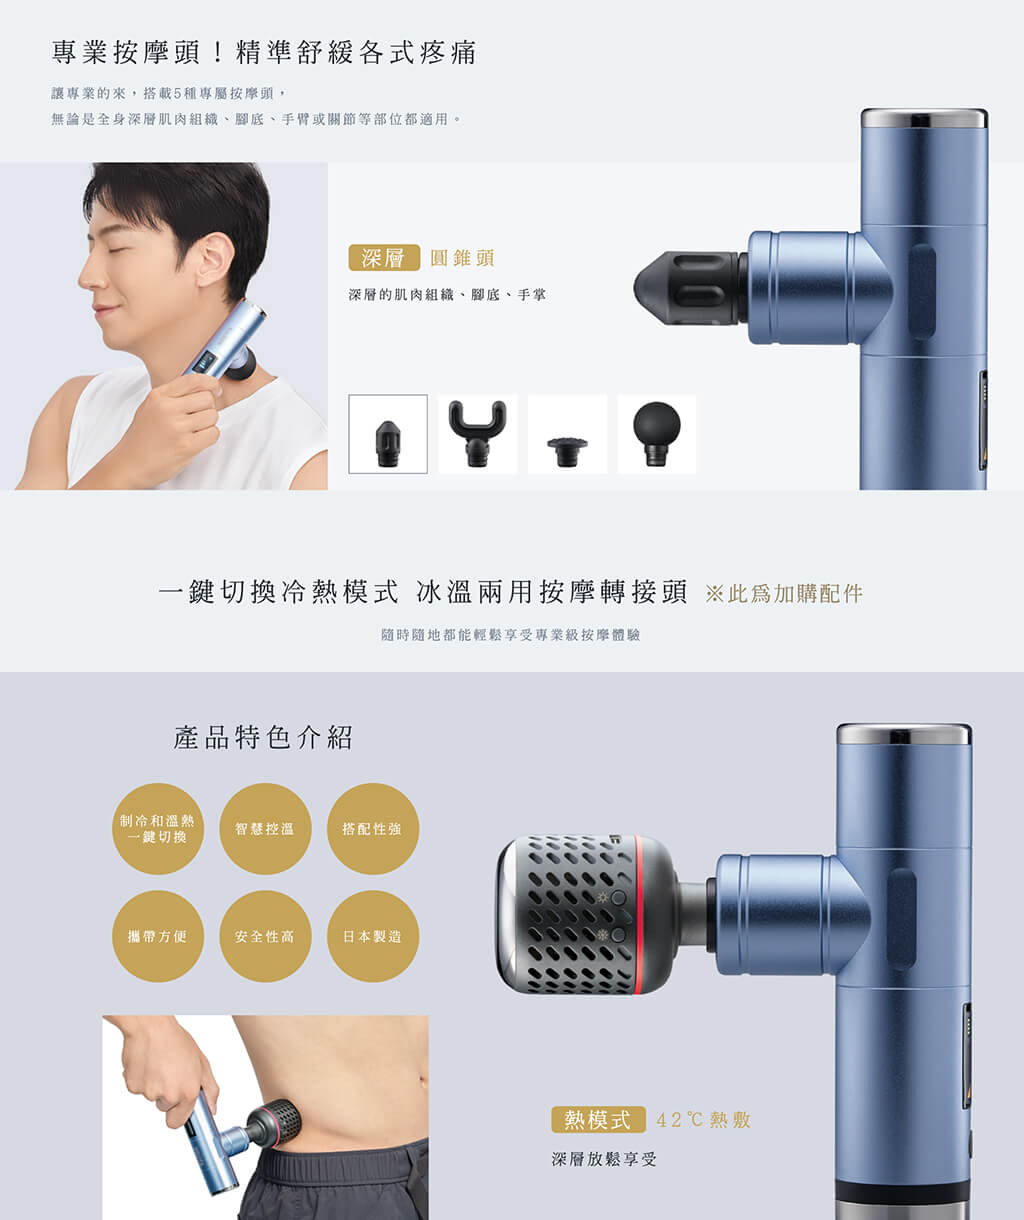 專業按摩頭！精準舒緩各式疼痛
讓專業的來，搭載5種專屬按摩頭，
無論是全身深層肌肉組織、腳底、手臂或關節等部位都適用。
深層 圓錐頭
深層的肌肉組織、腳底、手掌
一鍵切換冷熱模式 冰溫兩用按摩轉接頭 ※此為加購配件
隨時隨地都能輕鬆享受專業級按摩體驗
產品特色介紹
制冷和溫熱
一鍵切換
智慧控溫
搭配性強
攜帶方便
安全性高
日本製造
熱模式 42℃熱敷
深層放鬆享受